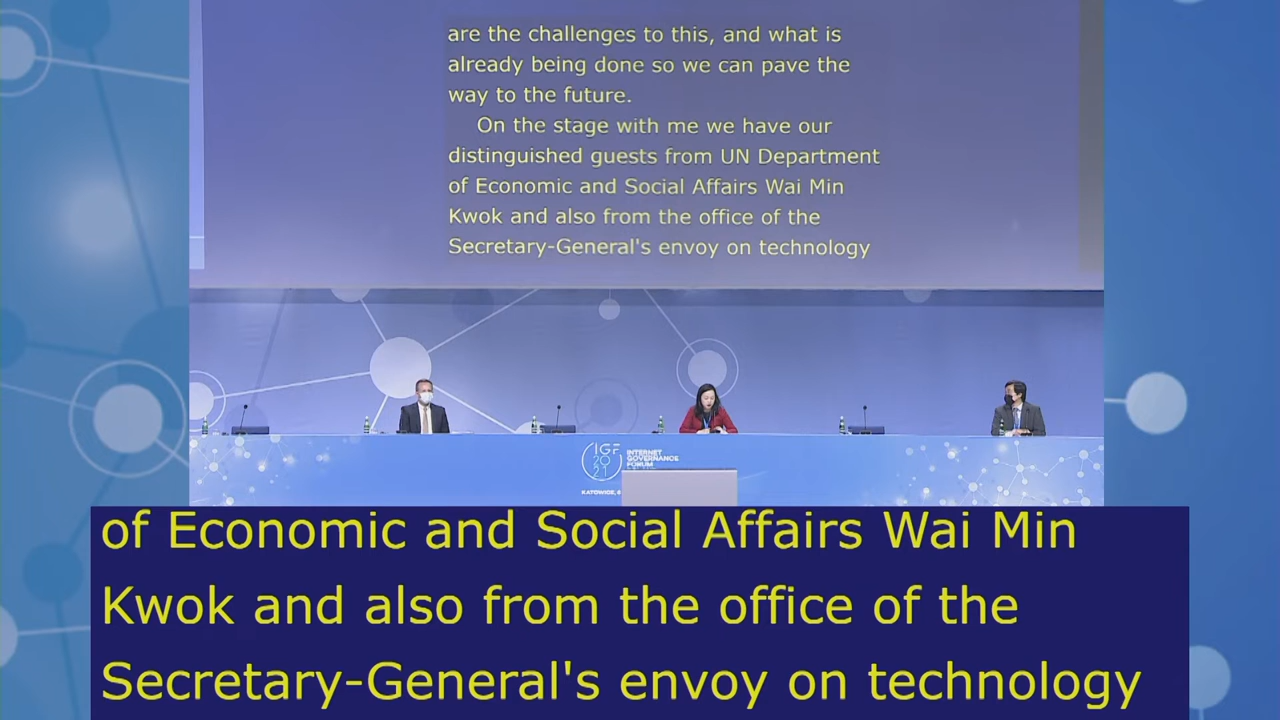 are the challenges to this, and what is
already being done so we can pave the
way to the future.
On the stage with me we have our
distinguished guests from UN Department
of Economic and Social Affairs Wai Min
Kwok and also from the office of the
Secretary-General's envoy on technology
IGF
20
21
INTERNET
GOVERNANCE
FORUM
KATOWICE,
of Economic and Social Affairs Wai Min
Kwok and also from the office of the
Secretary-General's envoy on technology